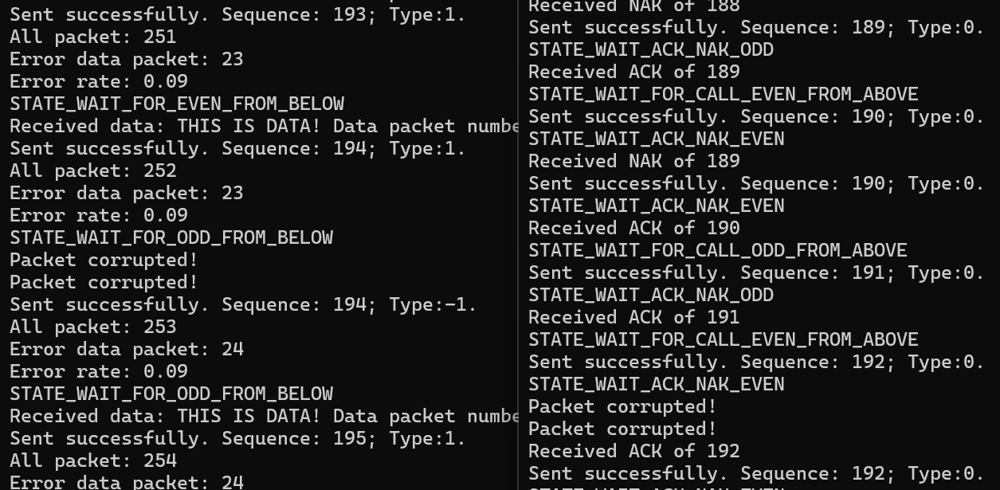 Sent successfully. Sequence: 193; Type:1.
All packet: 251
Error data packet: 23
Error rate: 0.09
STATE_WAIT_FOR_EVEN_FROM_BELOW
Received data: THIS IS DATA! Data packet numbe
Sent successfully. Sequence: 194; Type:1.
All packet: 252
Error data packet: 23
Error rate: 0.09
STATE_WAIT_FOR_ODD_FROM_BELOW
Packet corrupted!
Packet corrupted!
Sent successfully. Sequence: 194; Type:-1.
All packet: 253
Error data packet: 24
Error rate: 0.09
STATE_WAIT_FOR_ODD_FROM_BELOW
Received data: THIS IS DATA! Data packet numbe
Sent successfully. Sequence: 195; Type:1.
All packet: 254
Error data packet: 24
Received NAK of 188
Sent successfully. Sequence: 189; Type:0.
STATE_WAIT_ACK_NAK_ODD
Received ACK of 189
STATE_WAIT_FOR_CALL_EVEN_FROM_ABOVE
Sent successfully. Sequence: 190; Type:0.
STATE_WAIT_ACK_NAK_EVEN
Received NAK of 189
Sent successfully. Sequence: 190; Type:0.
STATE_WAIT_ACK_NAK_EVEN
Received ACK of 190
STATE_WAIT_FOR_CALL_ODD_FROM_ABOVE
Sent successfully. Sequence: 191; Type:0.
STATE_WAIT_ACK_NAK_ODD
Received ACK of 191
STATE_WAIT_FOR_CALL_EVEN_FROM_ABOVE
Sent successfully. Sequence: 192; Type:0.
STATE_WAIT_ACK_NAK_EVEN
Packet corrupted!
Packet corrupted!
Received ACK of 192
Sent successfully. Sequence: 192; Type:0.
STATE_WAIT_ACK_NAK_EVEN